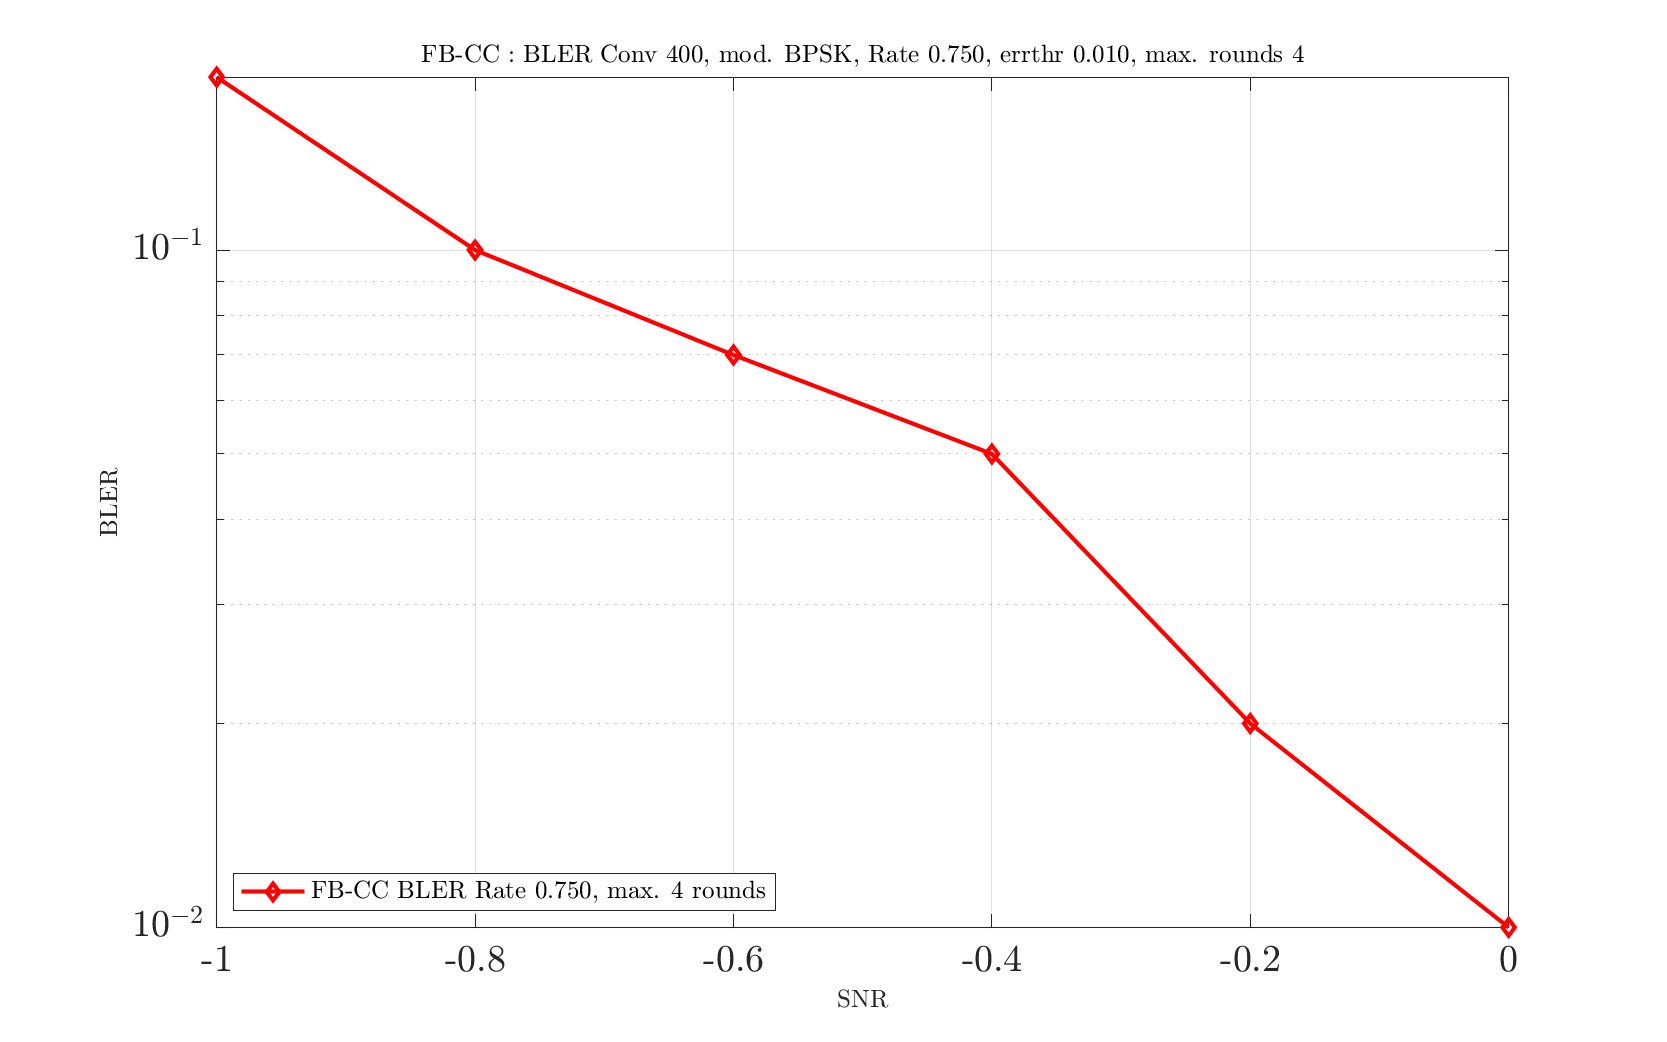 FB-CC : BLER Conv 400, mod. BPSK, Rate 0.750, errthr 0.010, max. rounds 4
10⁻¹
BLER
10⁻²
FB-CC BLER Rate 0.750, max. 4 rounds
-1 -0.8 -0.6 -0.4 -0.2 0
SNR